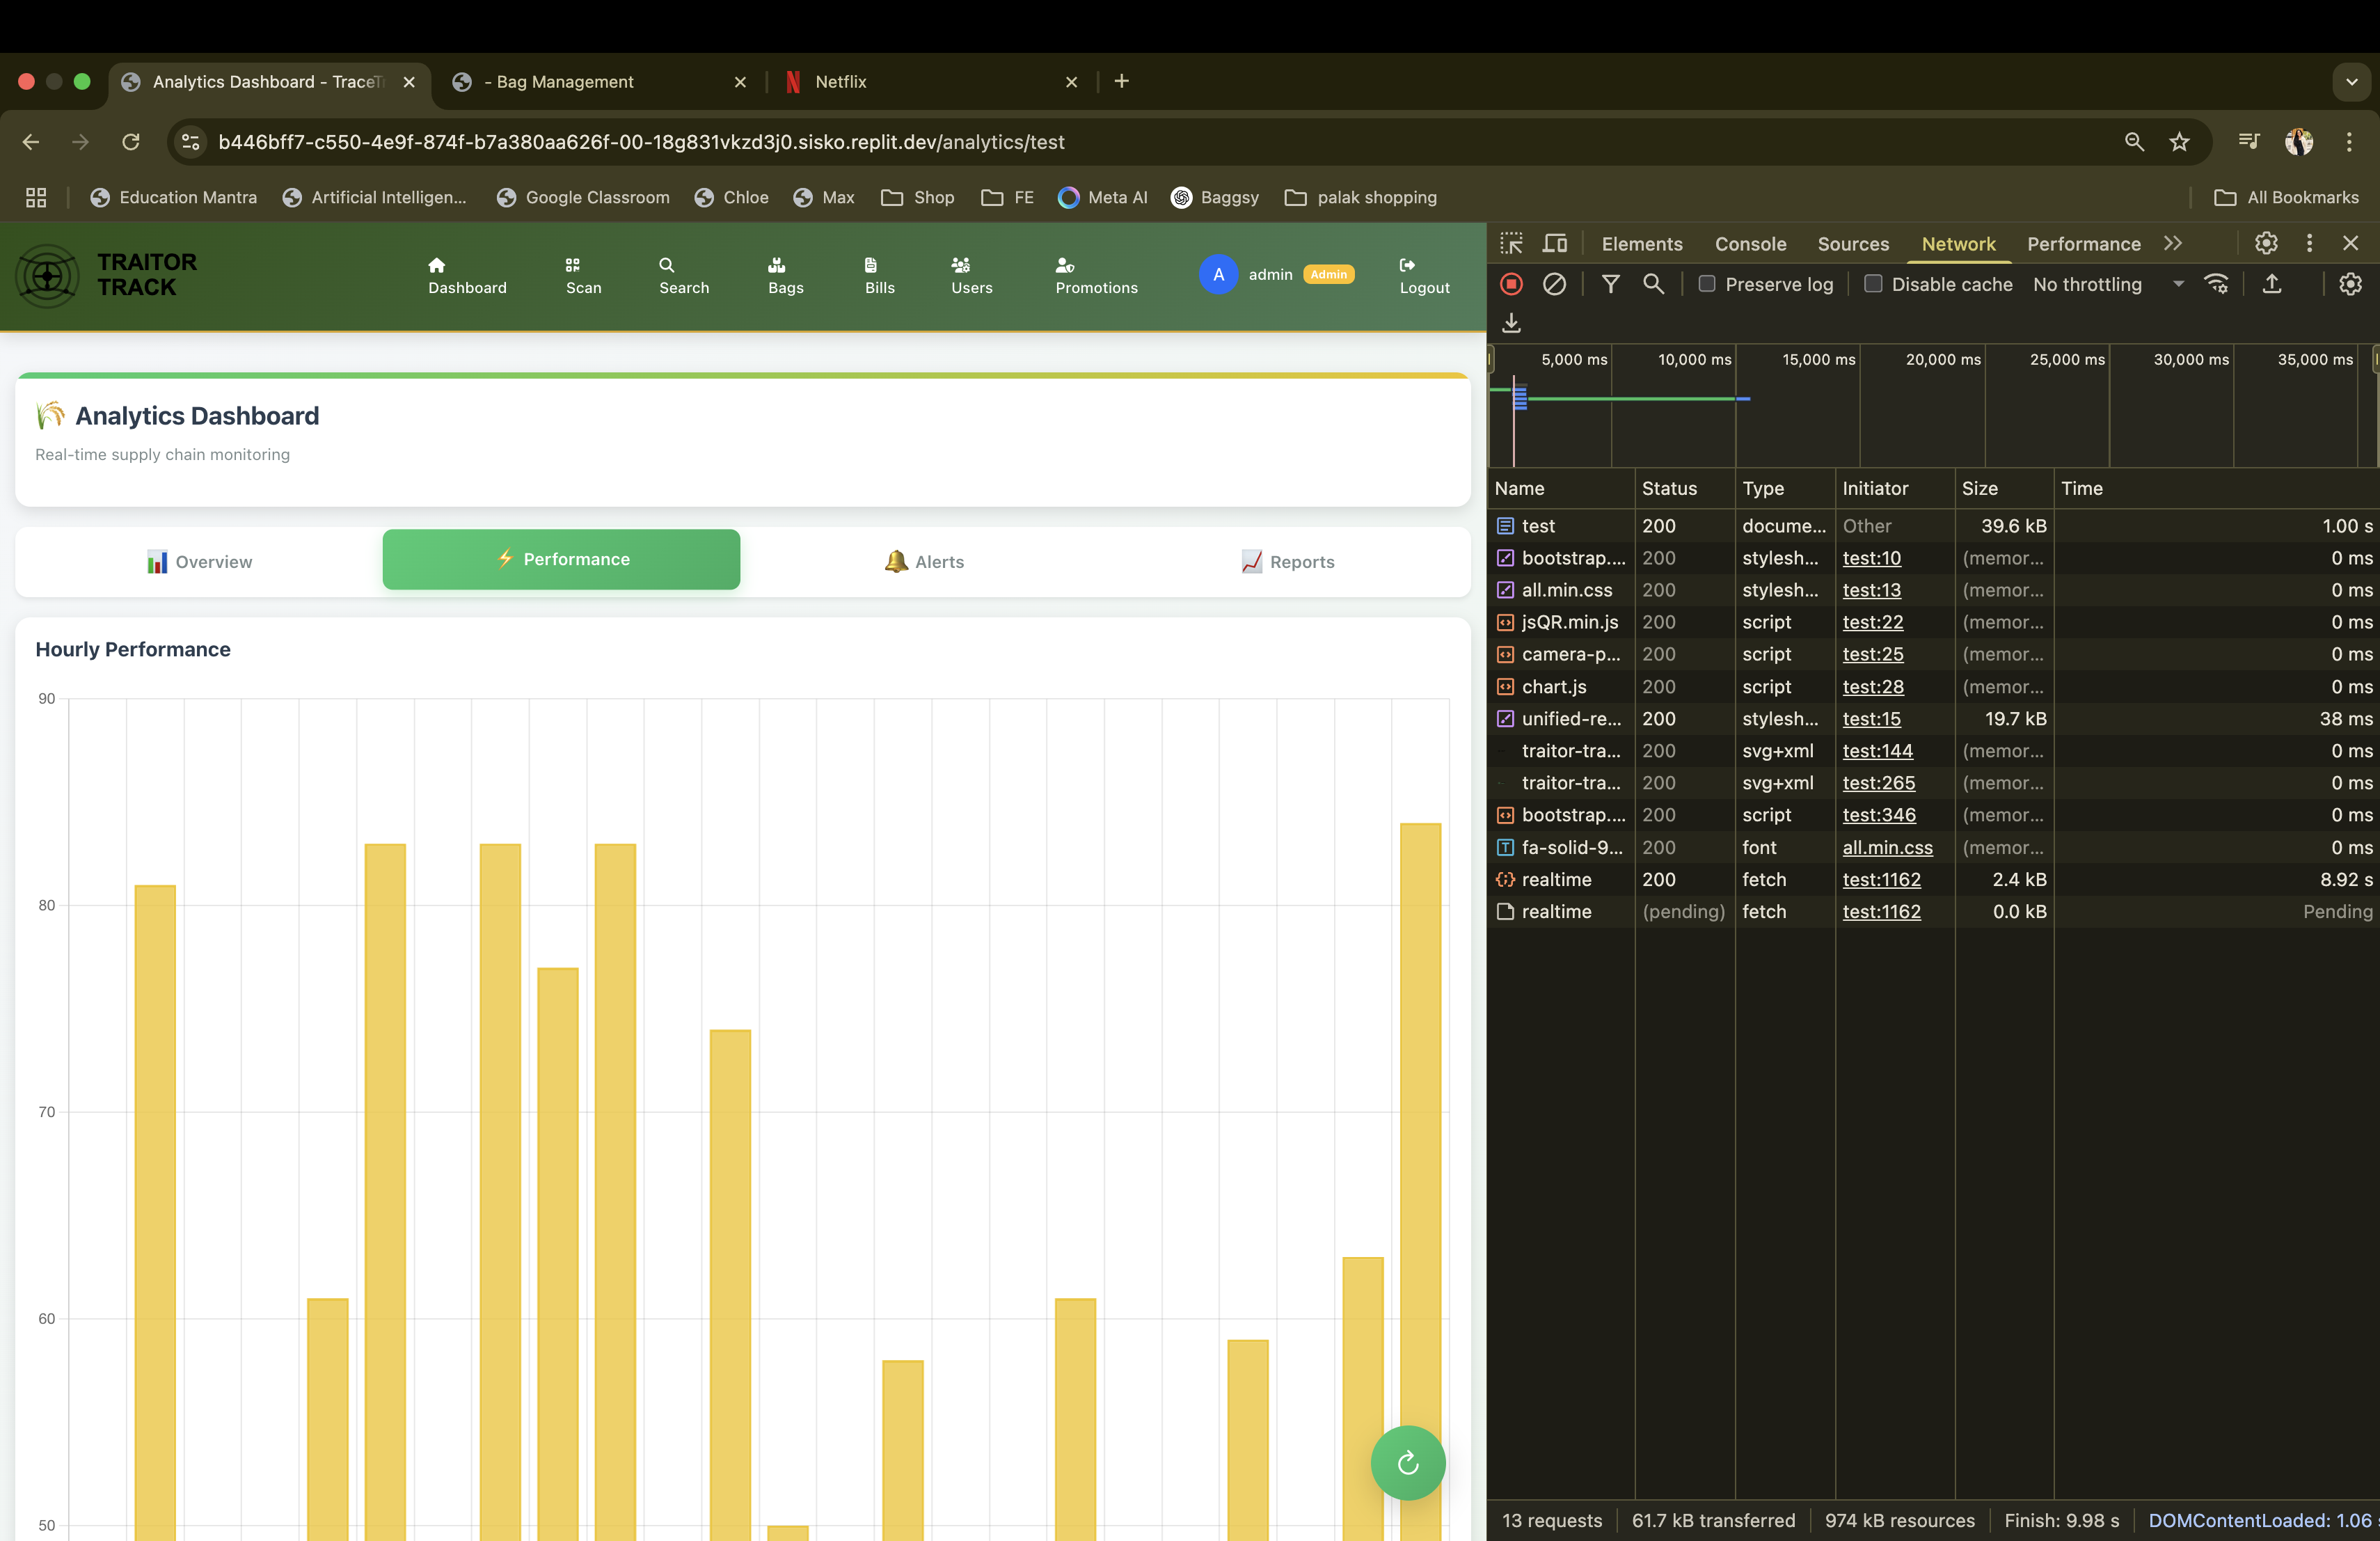 Analytics Dashboard - TraceT
- Bag Management
Netflix
b446bff7-c550-4e9f-874f-b7a380aa626f-00-18g831vkzd3j0.sisko.replit.dev/analytics/test
Education Mantra
Artificial Intelligen...
Google Classroom
Chloe
Max
Shop
FE
Meta AI
Baggsy
palak shopping
All Bookmarks
TRAITOR
TRACK
Dashboard
Scan
Search
Bags
Bills
Users
Promotions
A
admin
Admin
Logout
Analytics Dashboard
Real-time supply chain monitoring
Overview
Performance
Alerts
Reports
Hourly Performance
90
80
70
60
50
Elements Console Sources Network Performance
Preserve log Disable cache No throttling
5,000 ms 10,000 ms 15,000 ms 20,000 ms 25,000 ms 30,000 ms 35,000 ms
Name Status Type Initiator Size Time
test 200 docume... Other 39.6 kB 1.00 s
bootstrap.... 200 stylesh... test:10 (memor... 0 ms
all.min.css 200 stylesh... test:13 (memor... 0 ms
jsQR.min.js 200 script test:22 (memor... 0 ms
camera-p... 200 script test:25 (memor... 0 ms
chart.js 200 script test:28 (memor... 0 ms
unified-re... 200 stylesh... test:15 19.7 kB 38 ms
traitor-tra... 200 svg+xml test:144 (memor... 0 ms
traitor-tra... 200 svg+xml test:265 (memor... 0 ms
bootstrap.... 200 script test:346 (memor... 0 ms
fa-solid-9... 200 font all.min.css (memor... 0 ms
realtime 200 fetch test:1162 2.4 kB 8.92 s
realtime (pending) fetch test:1162 0.0 kB Pending
13 requests 61.7 kB transferred 974 kB resources Finish: 9.98 s DOMContentLoaded: 1.06